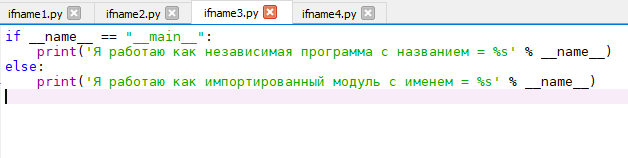 ifname1.py ifname2.py ifname3.py ifname4.py
if __name__ == "__main__":
    print('Я работаю как независимая программа с названием = %s' % __name__)
else:
    print('Я работаю как импортированный модуль с именем = %s' % __name__)